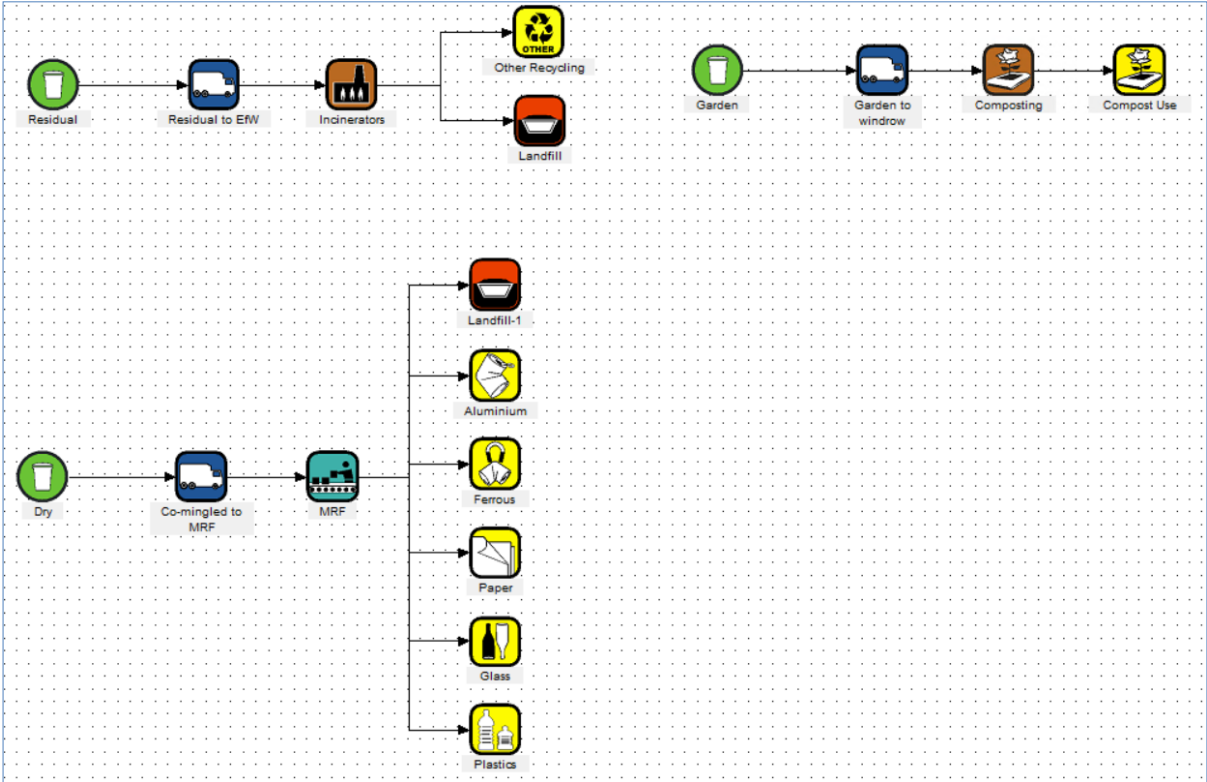 OTHER
Other Recycling
Residual
Residual to EfW
Incinerators
Landfill
Garden
Garden to
windrow
Composting
Compost Use
Landfill-1
Aluminium
Ferrous
Dry
Co-mingled to
MRF
MRF
Paper
Glass
Plastics